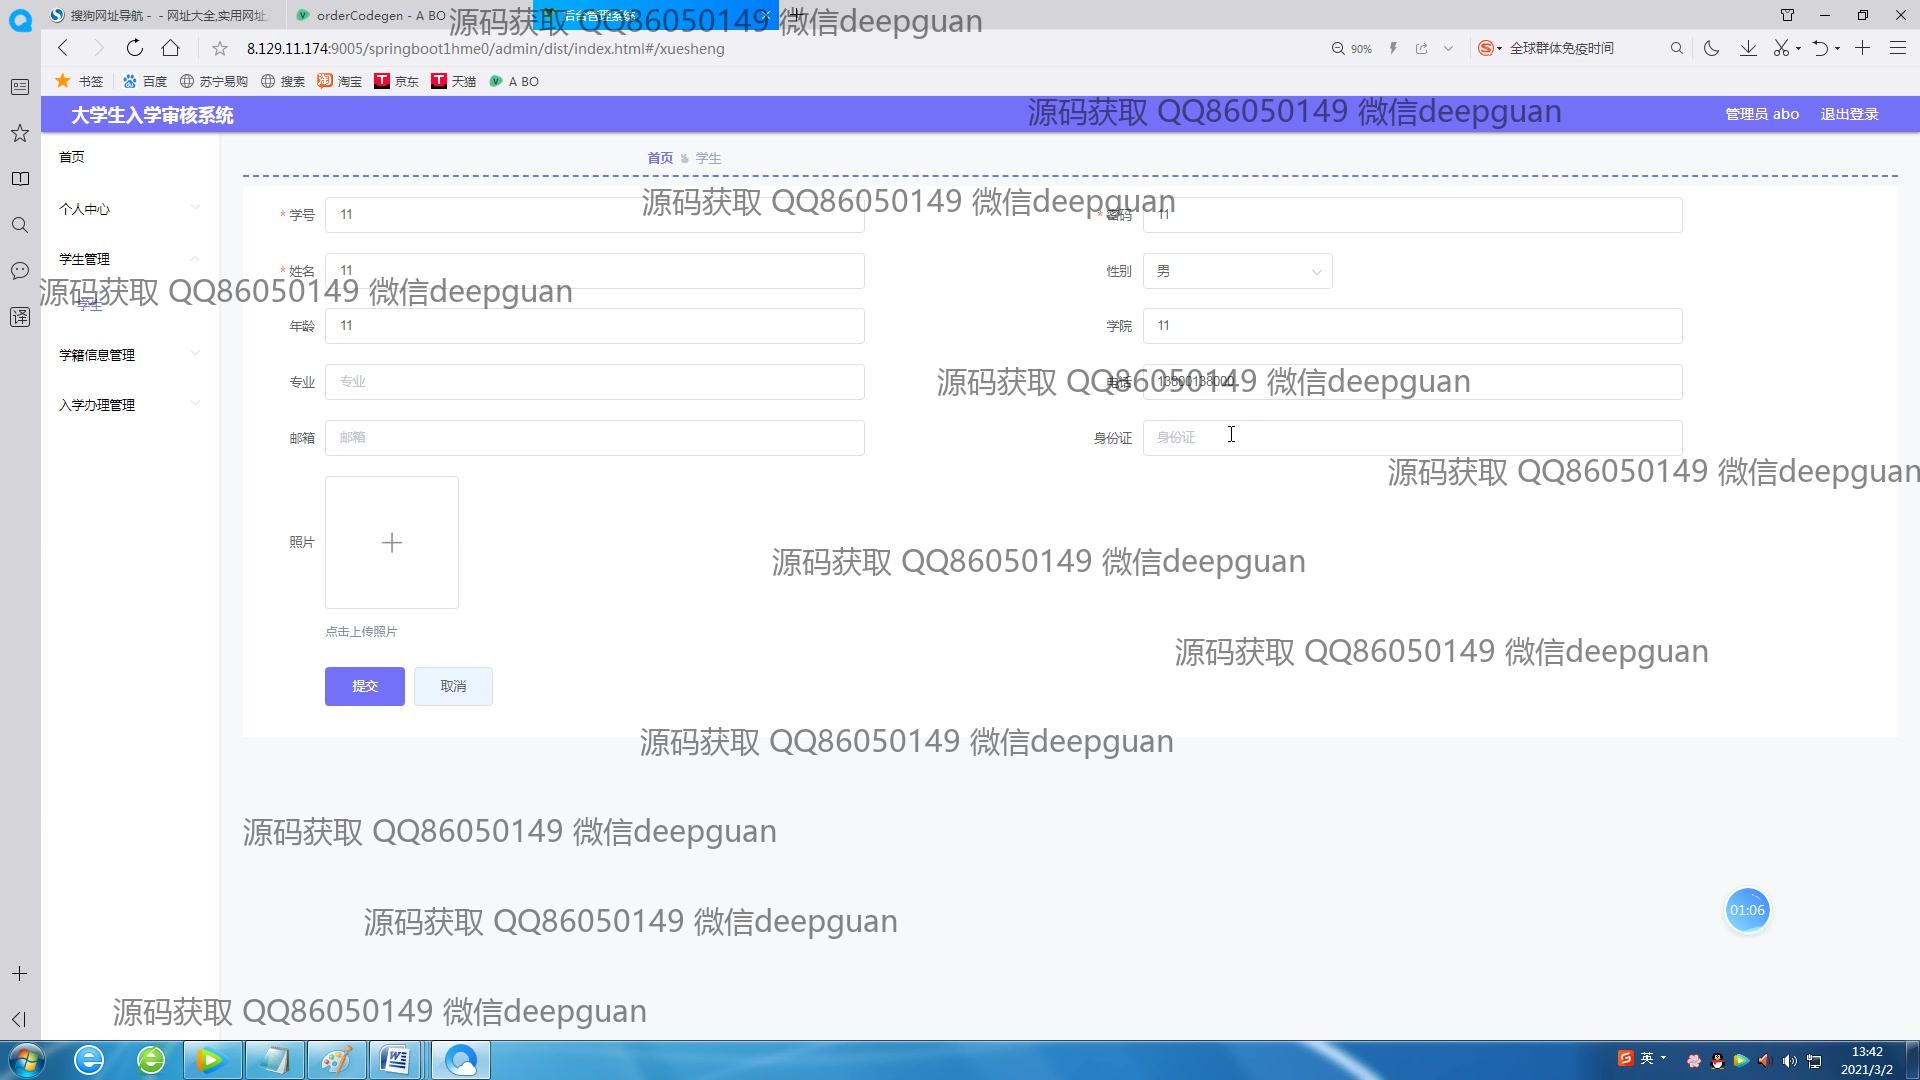 搜狗网址导航 - - 网址大全,实用网址
orderCodegen - A BO
后台管理系统
源码获取 QQ86050149 微信deepguan
8.129.11.174:9005/springboot1hme0/admin/dist/index.html#/xuesheng
90%
全球群体免疫时间
书签
百度
苏宁易购
搜索
淘宝
京东
天猫
A BO
大学生入学审核系统
源码获取 QQ86050149 微信deepguan
管理员 abo
退出登录
首页
首页
学生
个人中心
* 学号
11
源码获取 QQ86050149 微信deepguan
* 密码
11
学生管理
* 姓名
11
性别
男
源码获取 QQ86050149 微信deepguan
学生
年龄
11
学院
11
学籍信息管理
专业
专业
源码获取 QQ86050149 微信deepguan
电话
13800138000
入学办理管理
邮箱
邮箱
身份证
身份证
源码获取 QQ86050149 微信deepguan
照片
源码获取 QQ86050149 微信deepguan
点击上传照片
源码获取 QQ86050149 微信deepguan
提交
取消
源码获取 QQ86050149 微信deepguan
源码获取 QQ86050149 微信deepguan
01:06
源码获取 QQ86050149 微信deepguan
源码获取 QQ86050149 微信deepguan
译
英
13:42
2021/3/2